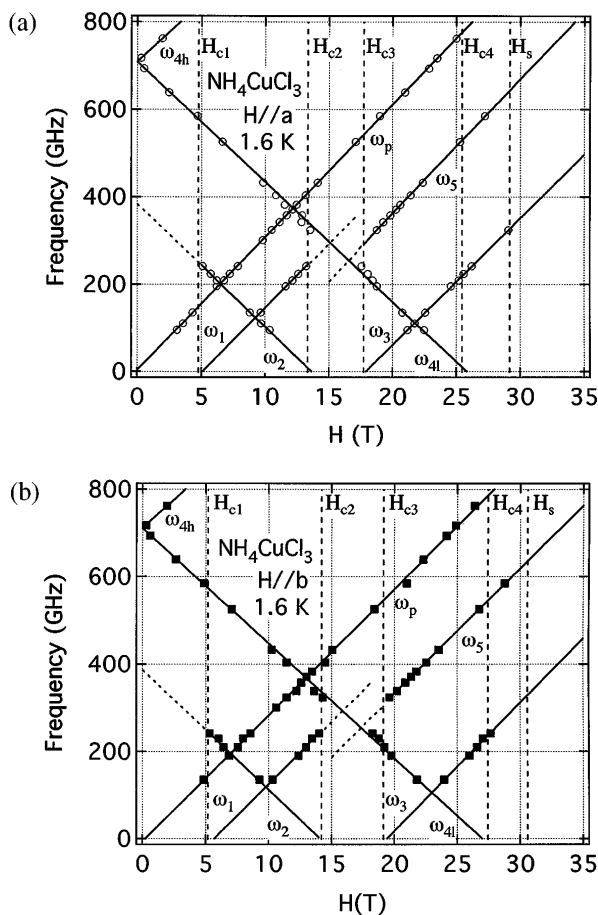 (a)
800
600
400
200
0
Frequency (GHz)
ω4h
Hc1
Hc2
Hc3
Hc4
Hs
NH4CuCl3
H//a
1.6 K
ωp
ω5
ω1
ω2
ω3
ω4l
0 5 10 15 20 25 30 35
H (T)
(b)
800
600
400
200
0
Frequency (GHz)
ω4h
Hc1
Hc2
Hc3
Hc4
Hs
NH4CuCl3
H//b
1.6 K
ωp
ω5
ω1
ω2
ω3
ω4l
0 5 10 15 20 25 30 35
H(T)